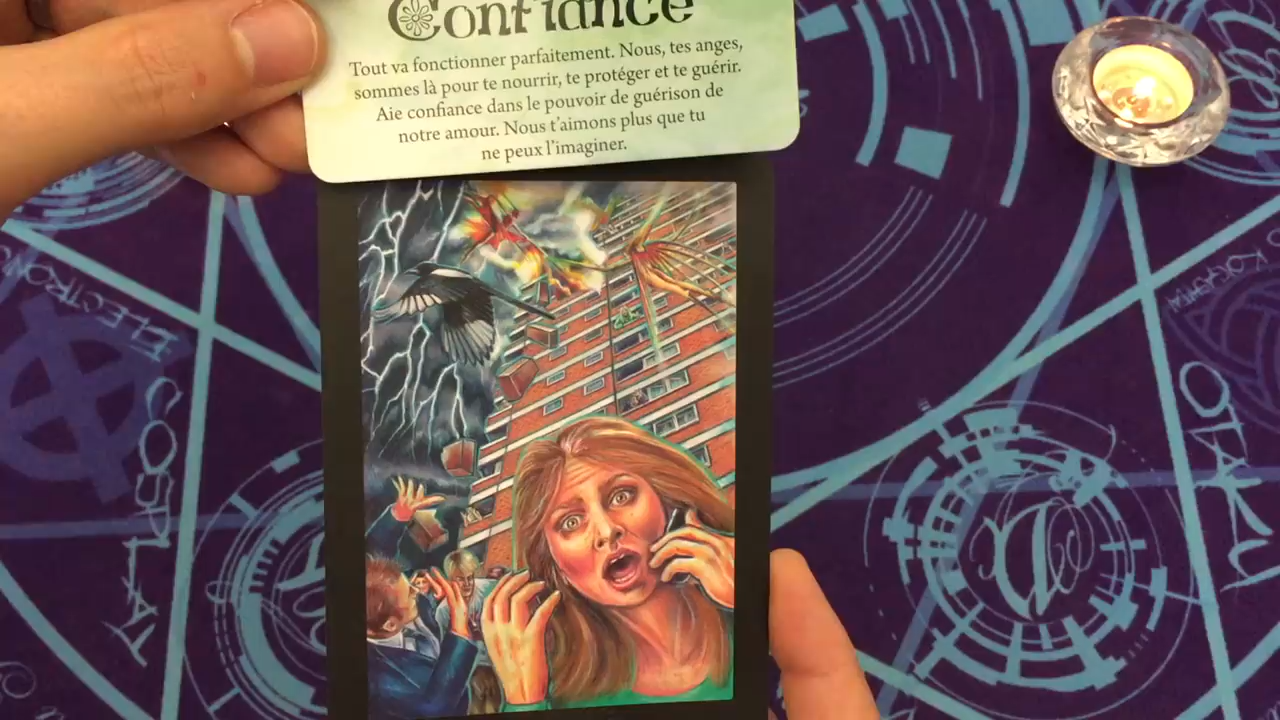 Confiance
Tout va fonctionner parfaitement. Nous, tes anges,
sommes là pour te nourrir, te protéger et te guérir.
Aie confiance dans le pouvoir de guérison de
notre amour. Nous t'aimons plus que tu
ne peux l'imaginer.
ELECTRO
COSPLAY
OTAKU